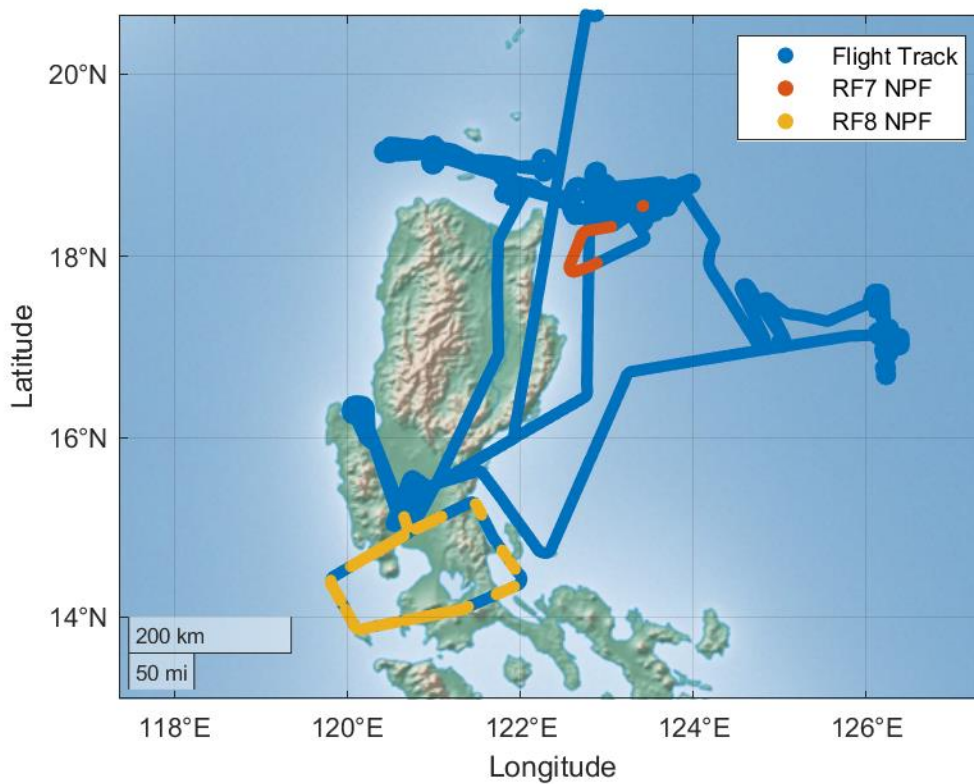 Flight Track
RF7 NPF
RF8 NPF
20°N
18°N
16°N
14°N
Latitude
200 km
50 mi
118°E
120°E
122°E
124°E
126°E
Longitude